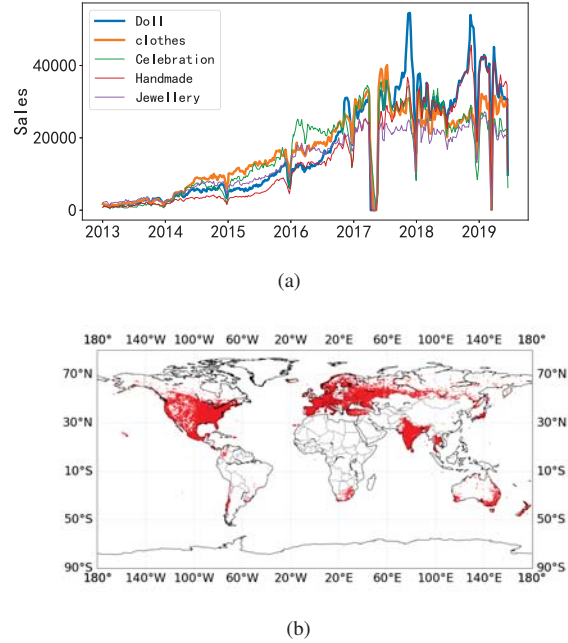 Doll
clothes
Celebration
Handmade
Jewellery
Sales
40000
20000
0
2013 2014 2015 2016 2017 2018 2019
(a)
180° 140°W 100°W 60°W 20°W 20°E 60°E 100°E 140°E 180°
70°N 70°N
30°N 30°N
10°S 10°S
50°S 50°S
90°S 90°S
180° 140°W 100°W 60°W 20°W 20°E 60°E 100°E 140°E 180°
(b)